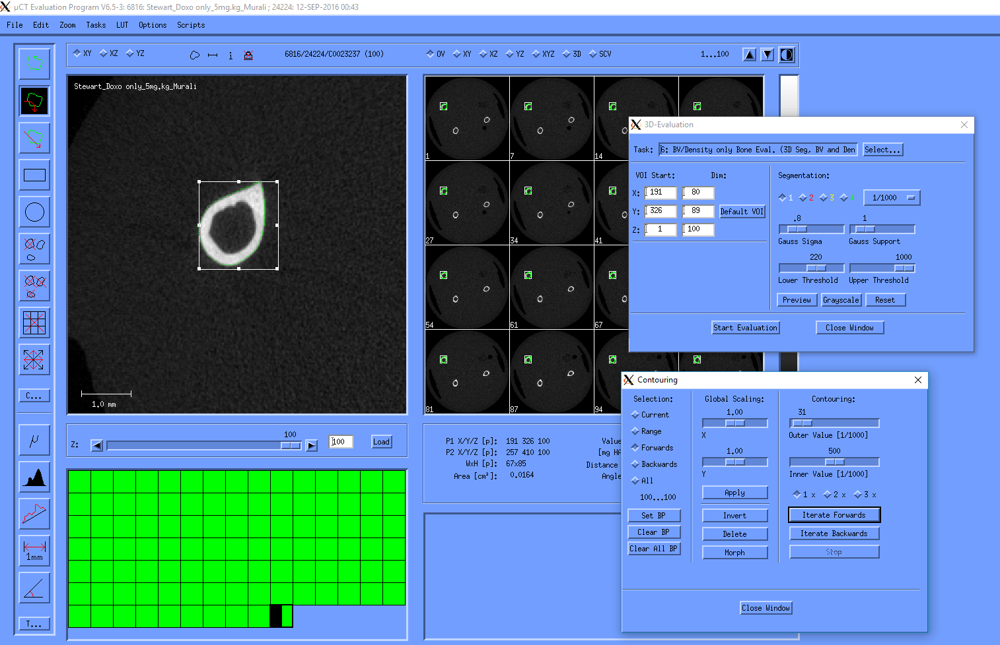 µCT Evaluation Program V6.5-3: 6816: Stewart_Doxo only_5mg.kg_Murali ; 24224: 12-SEP-2016 00:43
File Edit Zoom Tasks LUT Options Scripts
XY XZ YZ i 6816/24224/C0023237 (100) OV XY XZ YZ XYZ 3D SCV 1...100
Stewart_Doxo only_5mg.kg_Murali
1.0 mm
1 7 14
27 34 41
54 61 67
81 87 94
C...
µ
1mm
T...
Z: 100 100 Load
P1 X/Y/Z [p]: 191 326 100
P2 X/Y/Z [p]: 257 410 100
WxH [p]: 67x85
Area [cm²]: 0.0164
Value
[mg HA
Distance
Angle
3D-Evaluation
Task: 6: BV/Density only Bone Eval. (3D Seg, BV and Den Select...
VOI Start: Dim:
X: 191 80
Y: 326 89 Default VOI
Z: 1 100
Segmentation:
1 2 3 1/1000
.8 1
Gauss Sigma Gauss Support
220 1000
Lower Threshold Upper Threshold
Preview Grayscale Reset
Start Evaluation Close Window
Contouring
Selection:
Current
Range
Forwards
Backwards
All
100...100
Set BP
Clear BP
Clear All BP
Global Scaling:
1.00
X
1.00
Y
Apply
Invert
Delete
Morph
Contouring:
31
Outer Value [1/1000]
500
Inner Value [1/1000]
1 x 2 x 3 x
Iterate Forwards
Iterate Backwards
Stop
Close Window